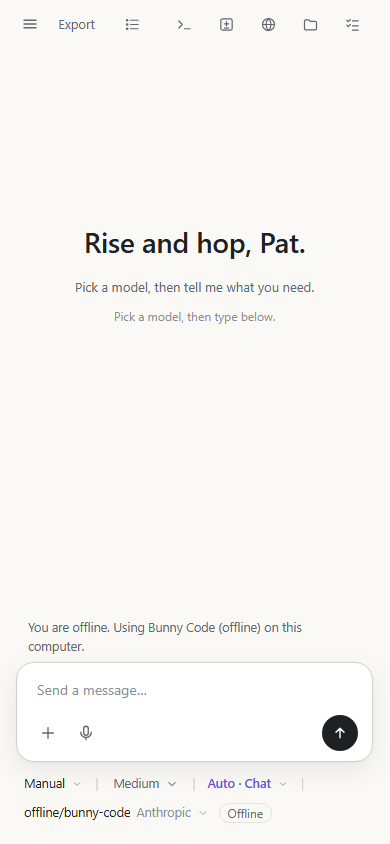 Export
Rise and hop, Pat.
Pick a model, then tell me what you need.
Pick a model, then type below.
You are offline. Using Bunny Code (offline) on this
computer.
Send a message...
Manual | Medium | Auto · Chat |
offline/bunny-code Anthropic Offline